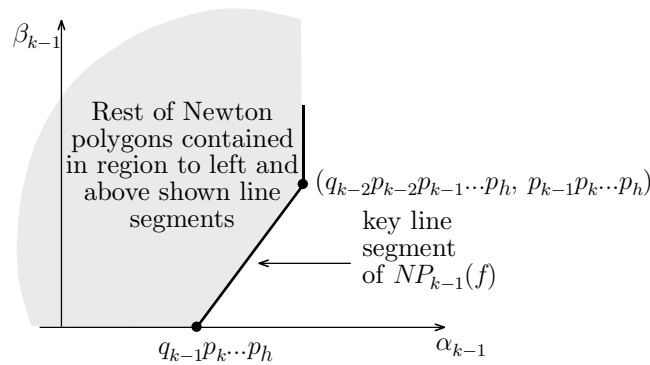 β_{k-1}
Rest of Newton
polygons contained
in region to left and
above shown line
segments
(q_{k-2}p_{k-2}p_{k-1}...p_h, p_{k-1}p_k...p_h)
key line
segment
of NP_{k-1}(f)
q_{k-1}p_k...p_h
α_{k-1}